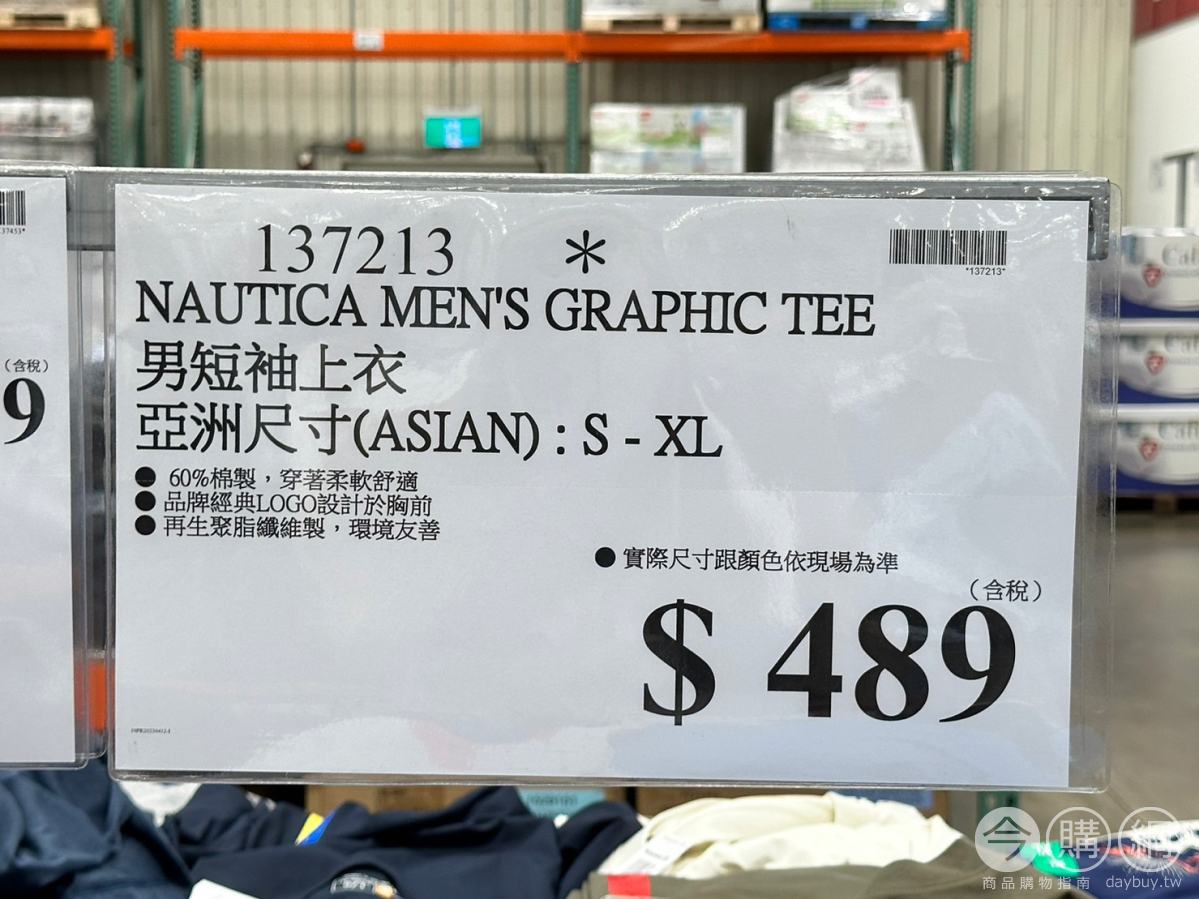 137213 *
*137213*
NAUTICA MEN'S GRAPHIC TEE
男短袖上衣
亞洲尺寸(ASIAN) : S - XL
● 60%棉製，穿著柔軟舒適
● 品牌經典LOGO設計於胸前
● 再生聚脂纖維製，環境友善
● 實際尺寸跟顏色依現場為準
(含稅)
$ 489
(含稅)
9
今購網
商品購物指南 daybuy.tw